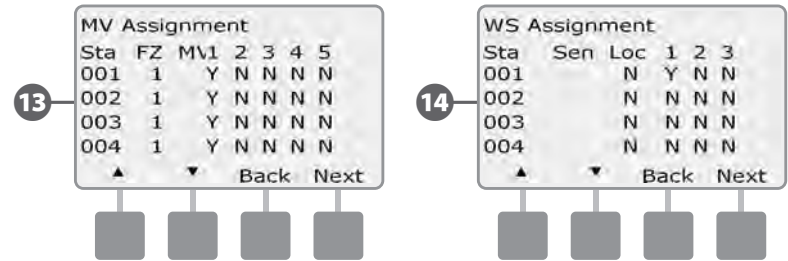 13
MV Assignment
Sta FZ MV1 2 3 4 5
001 1 Y N N N N
002 1 Y N N N N
003 1 Y N N N N
004 1 Y N N N N
▲ ▼ Back Next
14
WS Assignment
Sta Sen Loc 1 2 3
001 N Y N N
002 N N N N
003 N N N N
004 N N N N
▲ ▼ Back Next